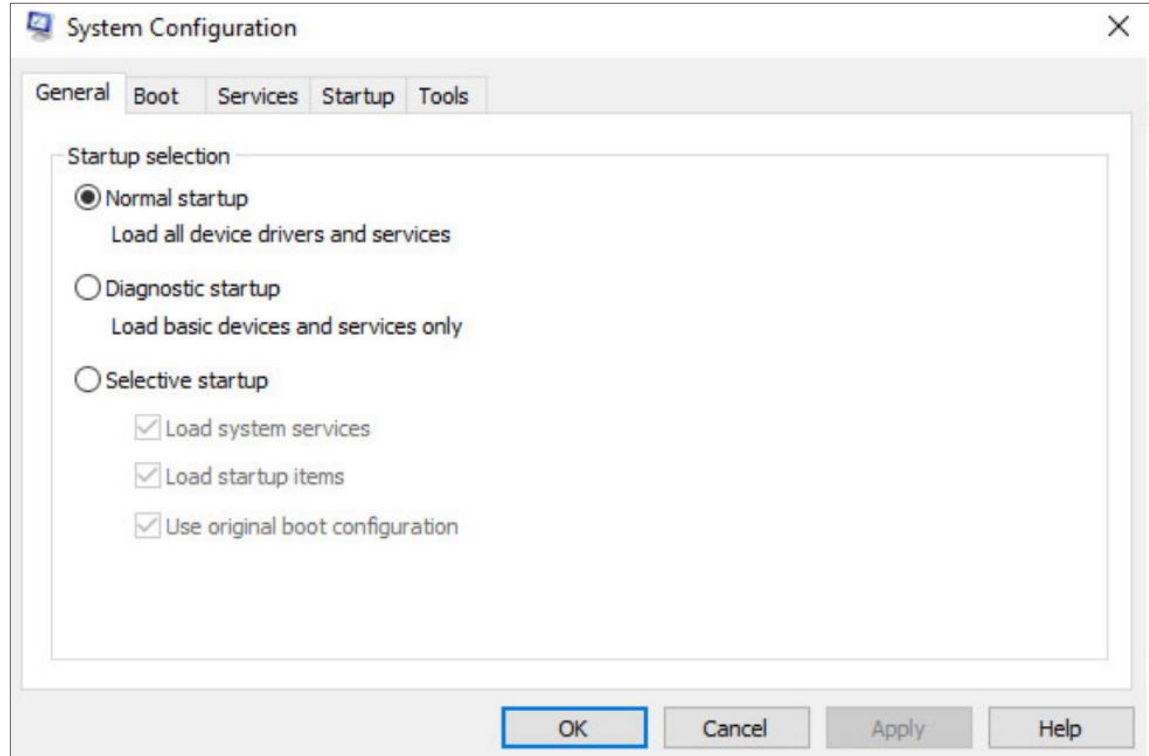 System Configuration
General Boot Services Startup Tools
Startup selection
Normal startup
Load all device drivers and services
Diagnostic startup
Load basic devices and services only
Selective startup
Load system services
Load startup items
Use original boot configuration
OK Cancel Apply Help